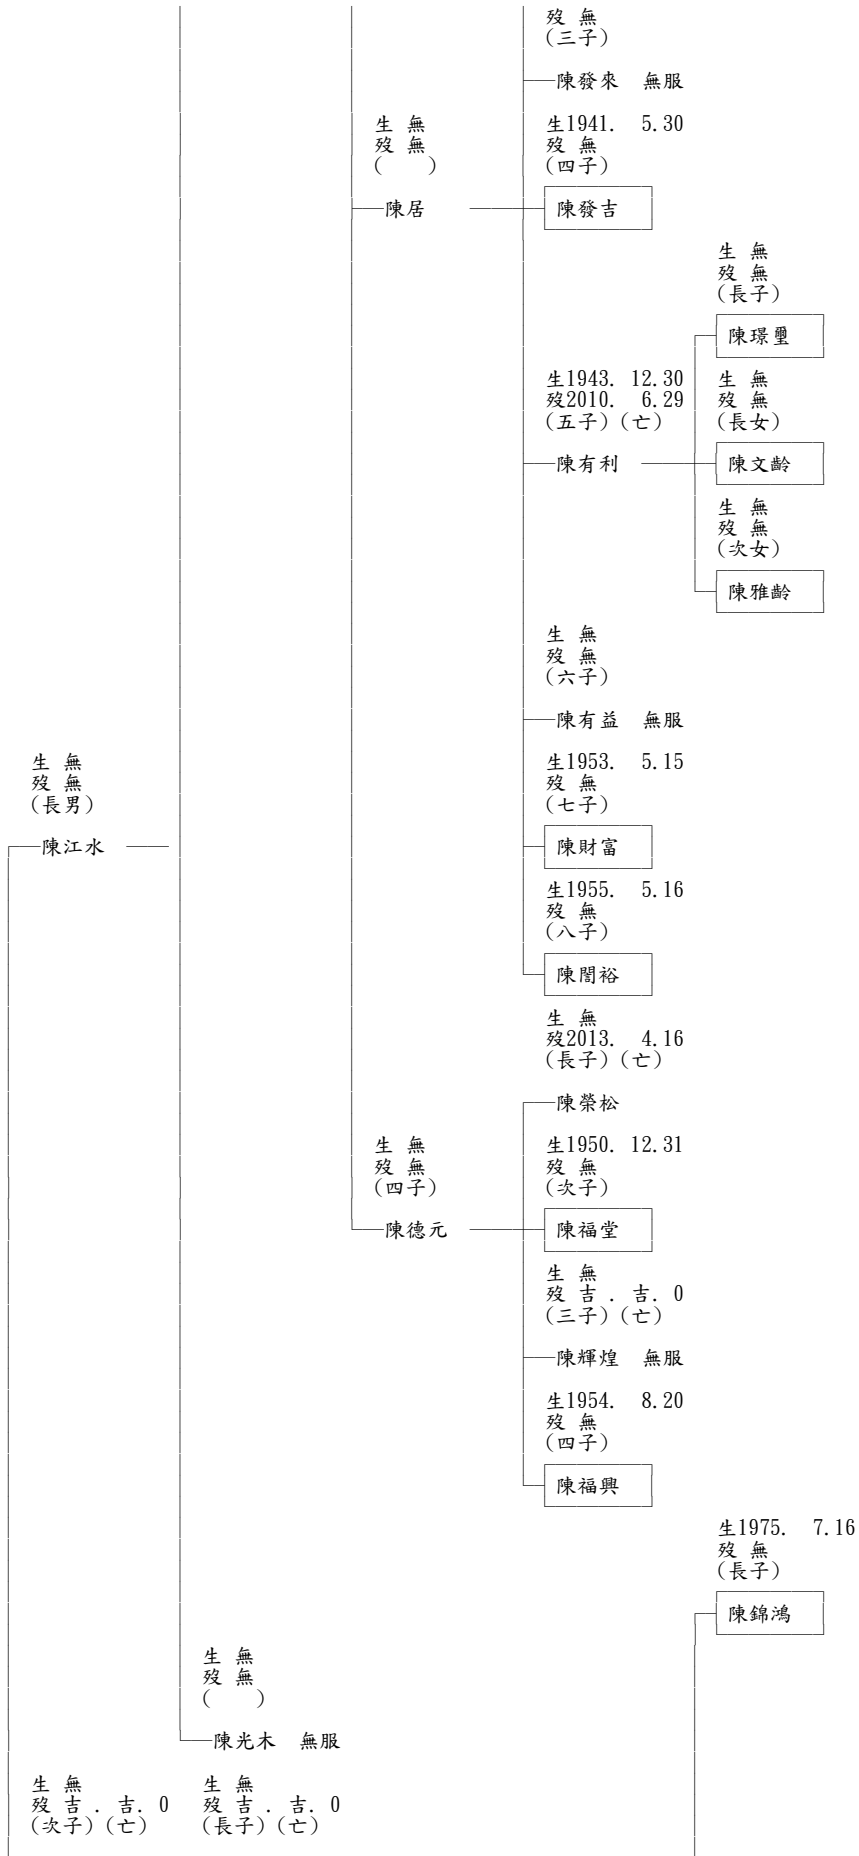 歿 無
(三子)
陳發來 無服
生 無
歿 無
( )
陳居
生1941. 5.30
歿 無
(四子)
陳發吉
生 無
歿 無
(長子)
陳璟璽
生1943. 12.30
歿2010. 6.29
(五子)(亡)
陳有利
生 無
歿 無
(長女)
陳文齡
生 無
歿 無
(次女)
陳雅齡
生 無
歿 無
(六子)
陳有益 無服
生 無
歿 無
(長男)
陳江水
生1953. 5.15
歿 無
(七子)
陳財富
生1955. 5.16
歿 無
(八子)
陳誾裕
生 無
歿2013. 4.16
(長子)(亡)
陳榮松
生 無
歿 無
(四子)
陳德元
生1950. 12.31
歿 無
(次子)
陳福堂
生 無
歿 吉 . 吉. 0
(三子)(亡)
陳輝煌 無服
生1954. 8.20
歿 無
(四子)
陳福興
生1975. 7.16
歿 無
(長子)
陳錦鴻
生 無
歿 無
( )
陳光木 無服
生 無
歿 吉 . 吉. 0
(次子)(亡)
生 無
歿 吉 . 吉. 0
(長子)(亡)